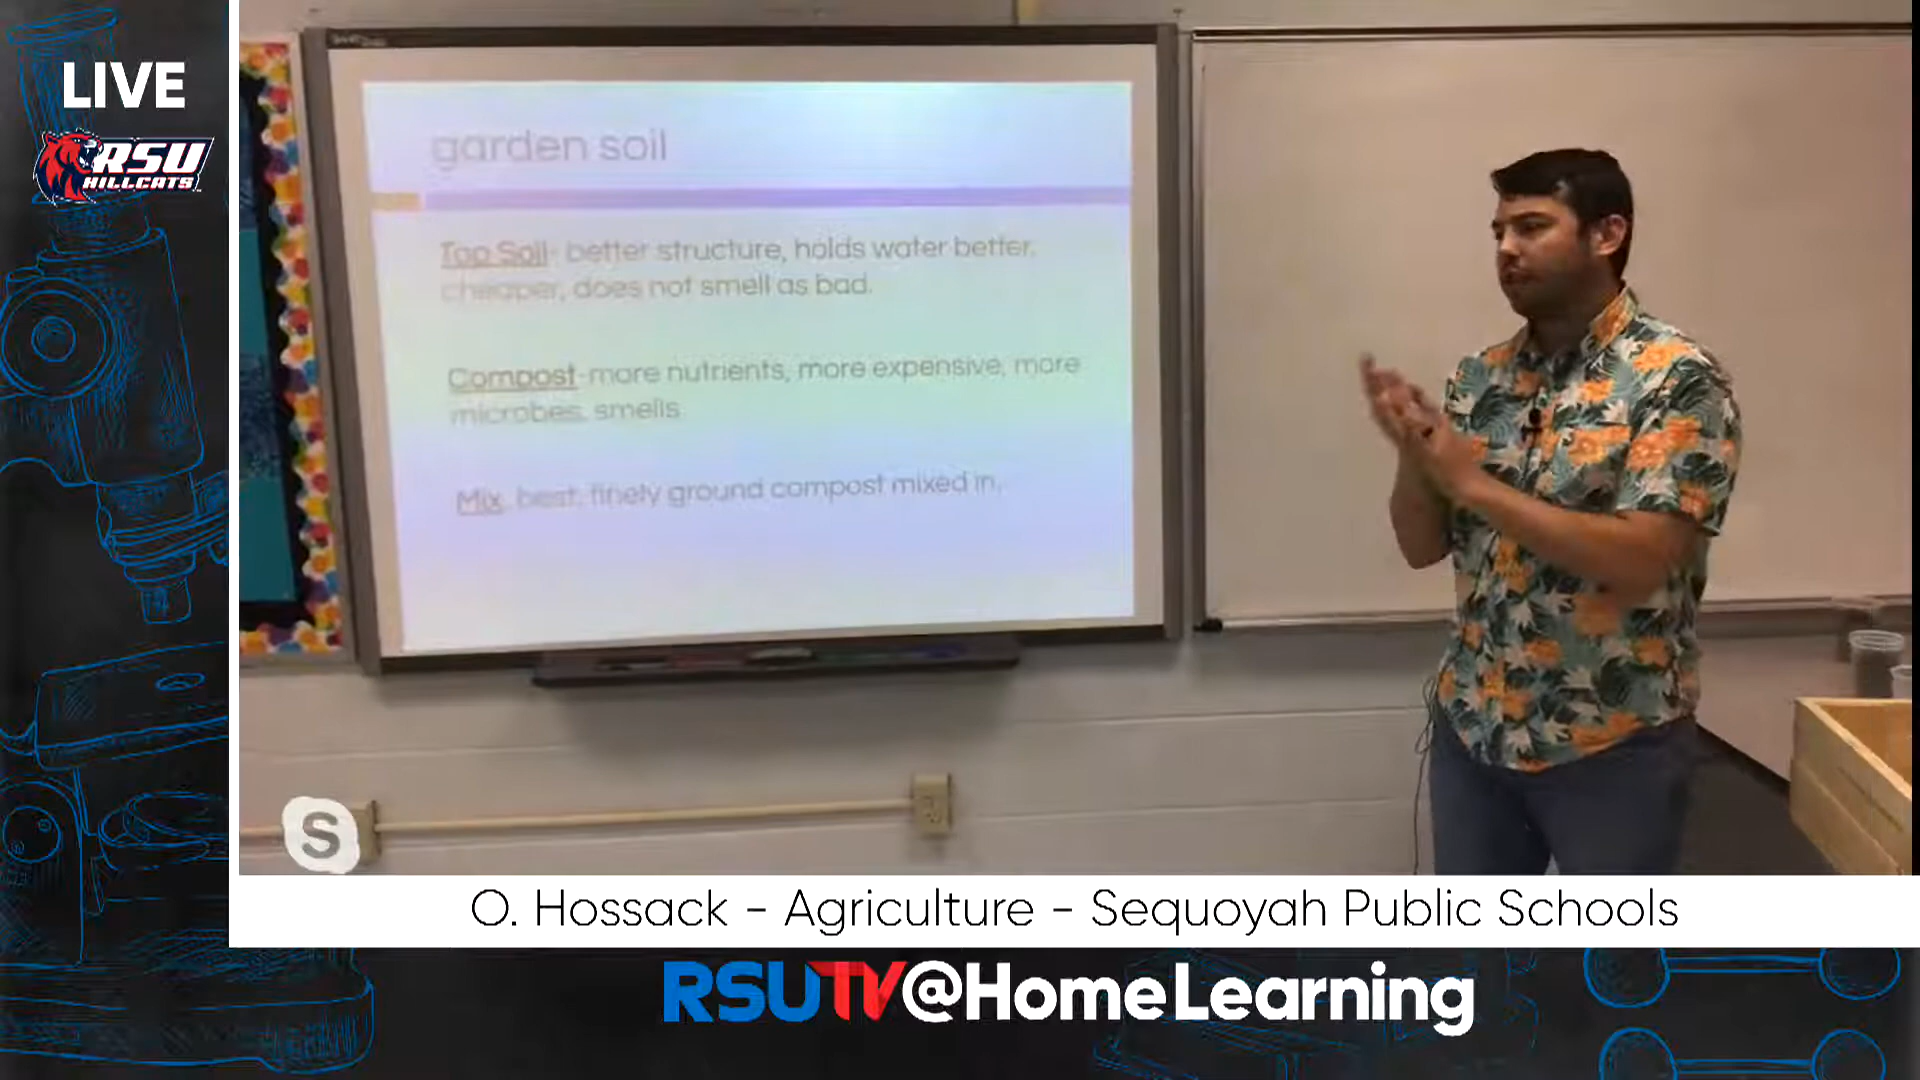 LIVE
RSU
HILLCATS
garden soil
Top Soil- better structure, holds water better,
cheaper, does not smell as bad.
Compost-more nutrients, more expensive, more
microbes, smells
Mix, best, finely ground compost mixed in.
S
O. Hossack - Agriculture - Sequoyah Public Schools
RSUTV@HomeLearning